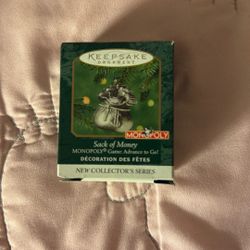 KEEPSAKE
ORNAMENT
MONOPOLY
Sack of Money
MONOPOLY® Game: Advance to Go!
DÉCORATION DES FÊTES
NEW COLLECTOR'S SERIES